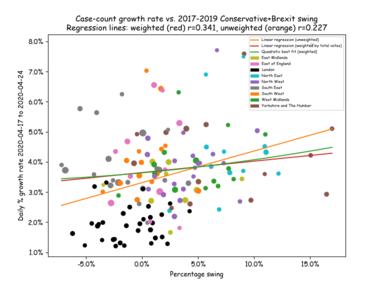 Case-count growth rate vs. 2017-2019 Conservative+Brexit swing
Regression lines: weighted (red) r=0.341, unweighted (orange) r=0.227
Linear regression (unweighted)
Linear regression (weighted by total votes)
Quadratic best fit (weighted)
East Midlands
East of England
London
North East
North West
South East
South West
West Midlands
Yorkshire and The Humber
Daily % growth rate 2020-04-17 to 2020-04-24
8.0%
7.0%
6.0%
5.0%
4.0%
3.0%
2.0%
1.0%
-5.0%
0.0%
5.0%
10.0%
15.0%
Percentage swing